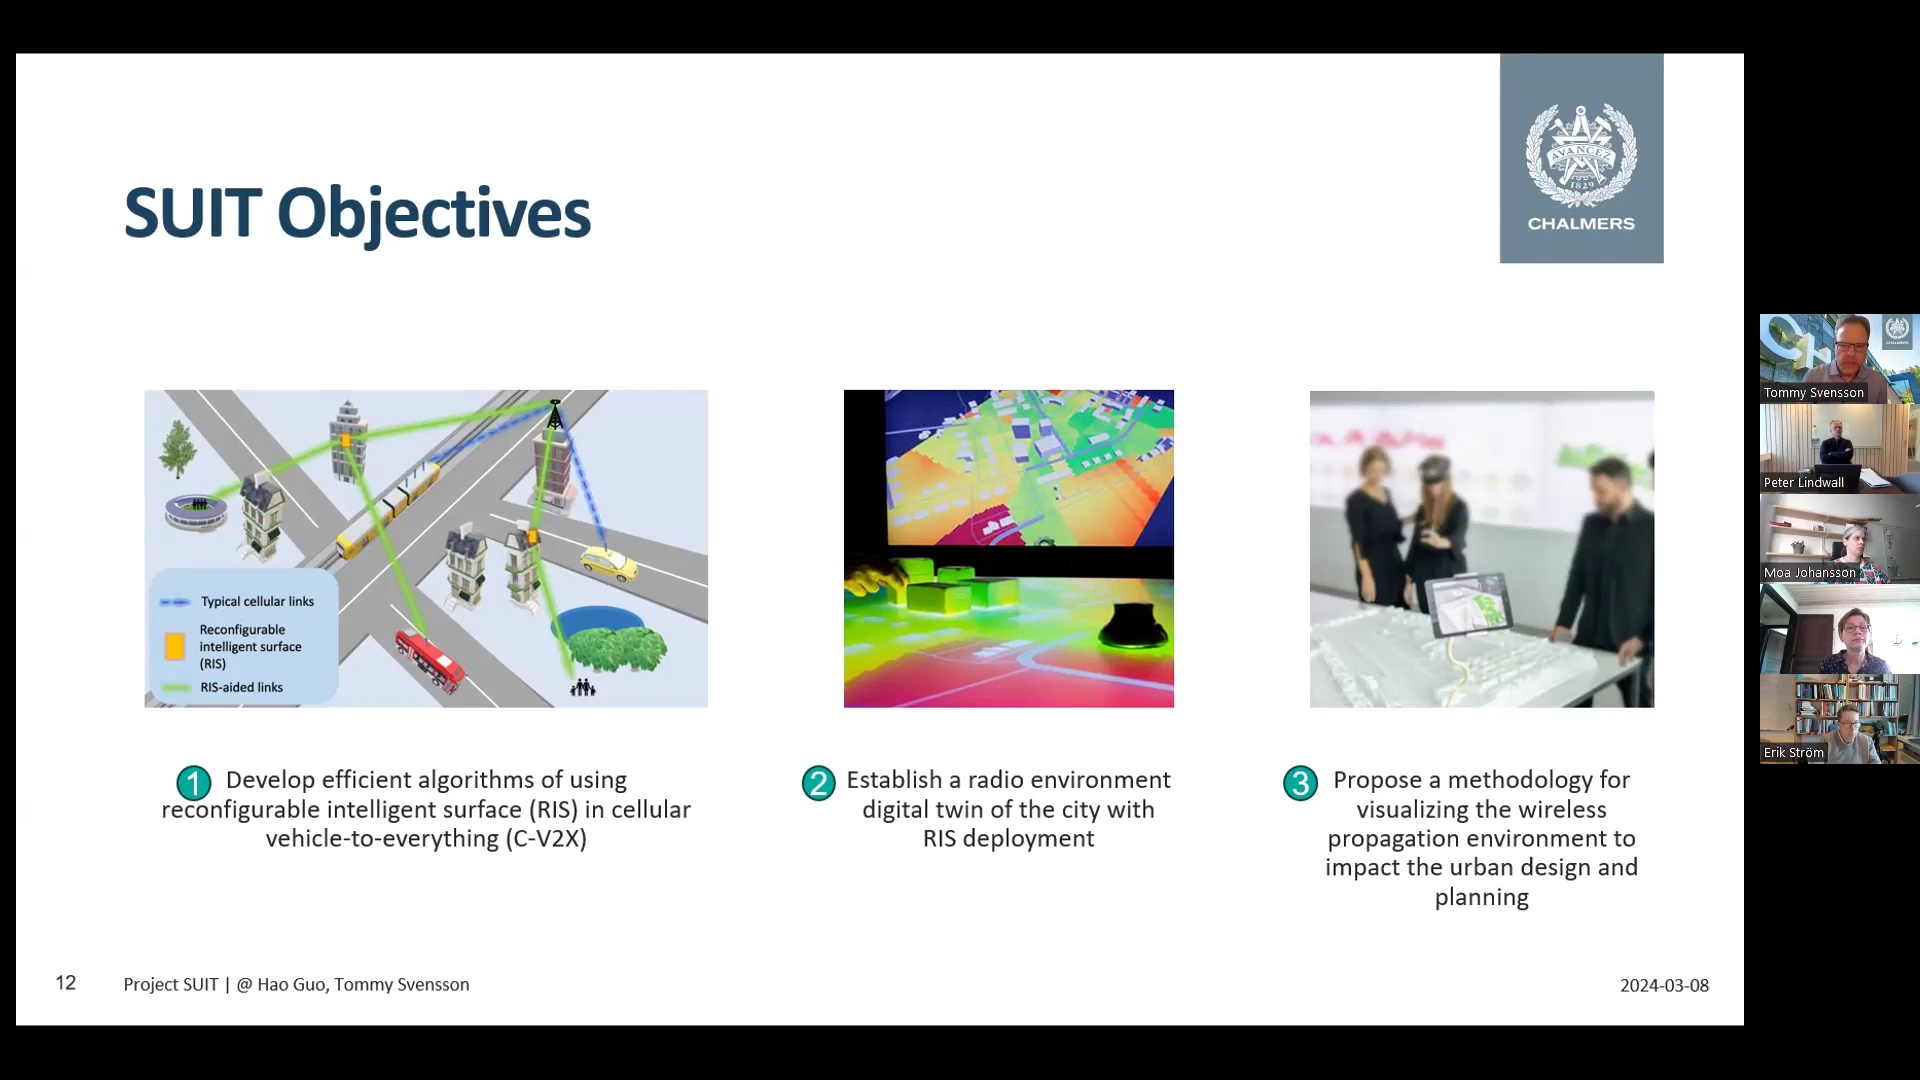 SUIT Objectives
AVANCEZ
1829
CHALMERS
Typical cellular links
Reconfigurable
intelligent surface
(RIS)
RIS-aided links
1 Develop efficient algorithms of using
reconfigurable intelligent surface (RIS) in cellular
vehicle-to-everything (C-V2X)
2 Establish a radio environment
digital twin of the city with
RIS deployment
3 Propose a methodology for
visualizing the wireless
propagation environment to
impact the urban design and
planning
12
Project SUIT | @ Hao Guo, Tommy Svensson
2024-03-08
CHALMERS
Tommy Svensson
Peter Lindwall
Moa Johansson
Erik Ström